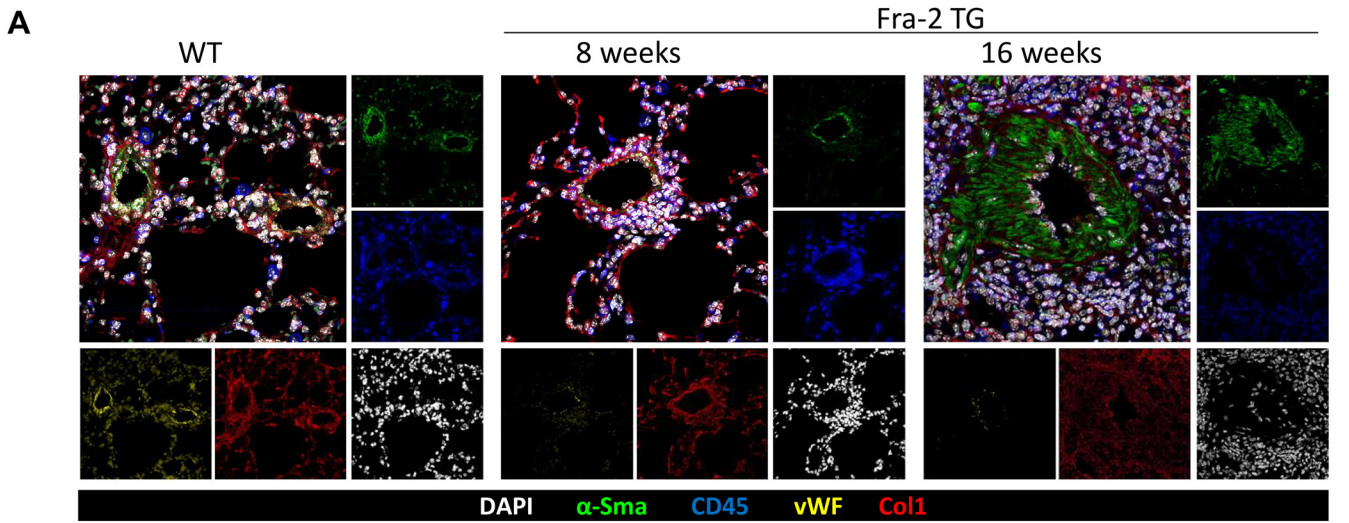 A
Fra-2 TG
WT
8 weeks
16 weeks
DAPI α-Sma CD45 vWF Col1